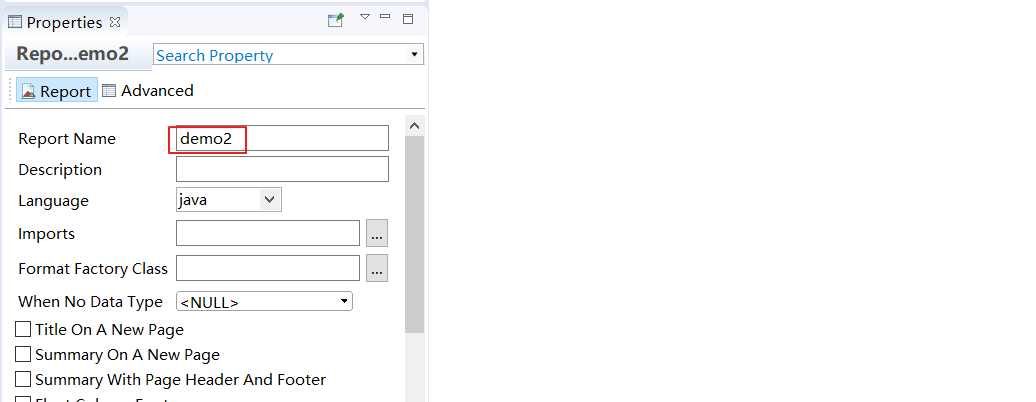 Properties
Repo...emo2 Search Property
Report Advanced
Report Name demo2
Description
Language java
Imports ...
Format Factory Class ...
When No Data Type <NULL>
Title On A New Page
Summary On A New Page
Summary With Page Header And Footer